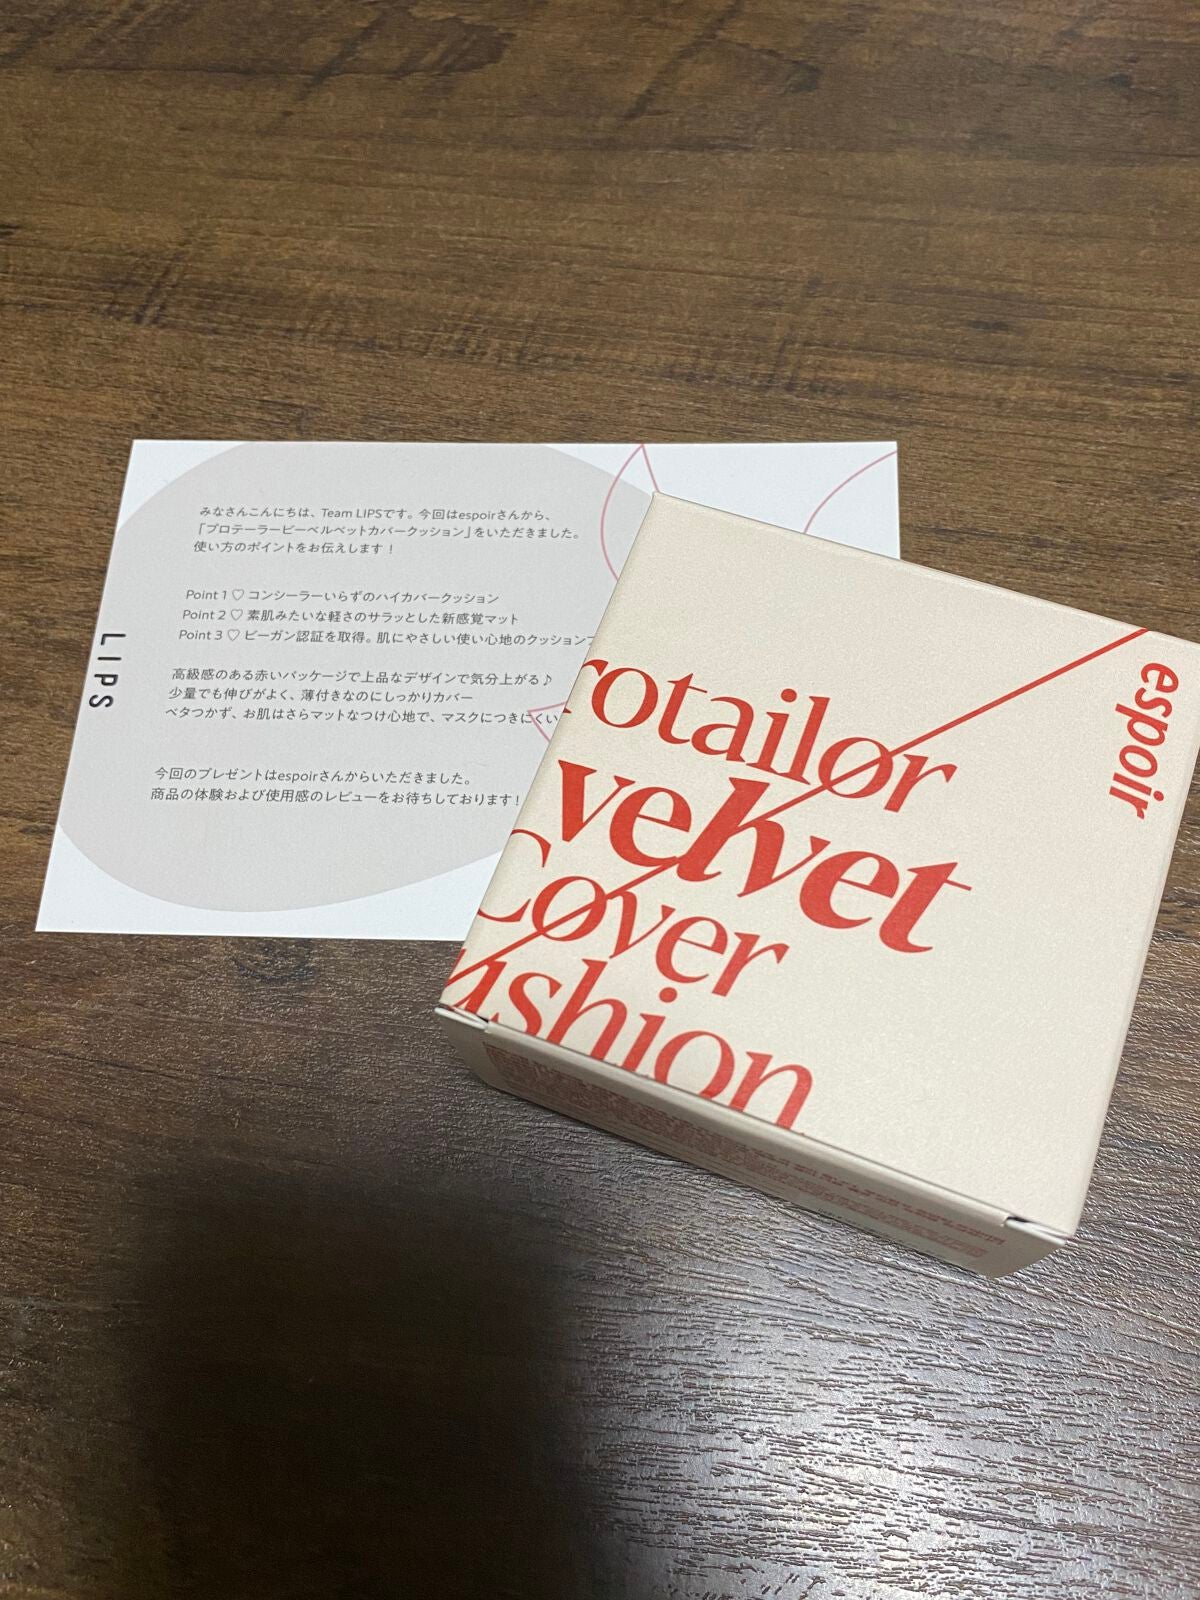 みなさんこんにちは、Team LIPSです。今回はespoirさんから、
「プロテーラービーベルベットカバークッション」をいただきました。
使い方のポイントをお伝えします！
Point 1 ♡ コンシーラーいらずのハイカバークッション
Point 2 ♡ 素肌みたいな軽さのサラッとした新感覚マット
Point 3 ♡ ビーガン認証を取得。肌にやさしい使い心地のクッション
高級感のある赤いパッケージで上品なデザインで気分上がる♪
少量でも伸びがよく、薄付きなのにしっかりカバー
ベタつかず、お肌はさらマットなつけ心地で、マスクにつきにくい
今回のプレゼントはespoirさんからいただきました。
商品の体験および使用感のレビューをお待ちしております！
LIPS
rotailor
velvet
Cover
ushion
espoir